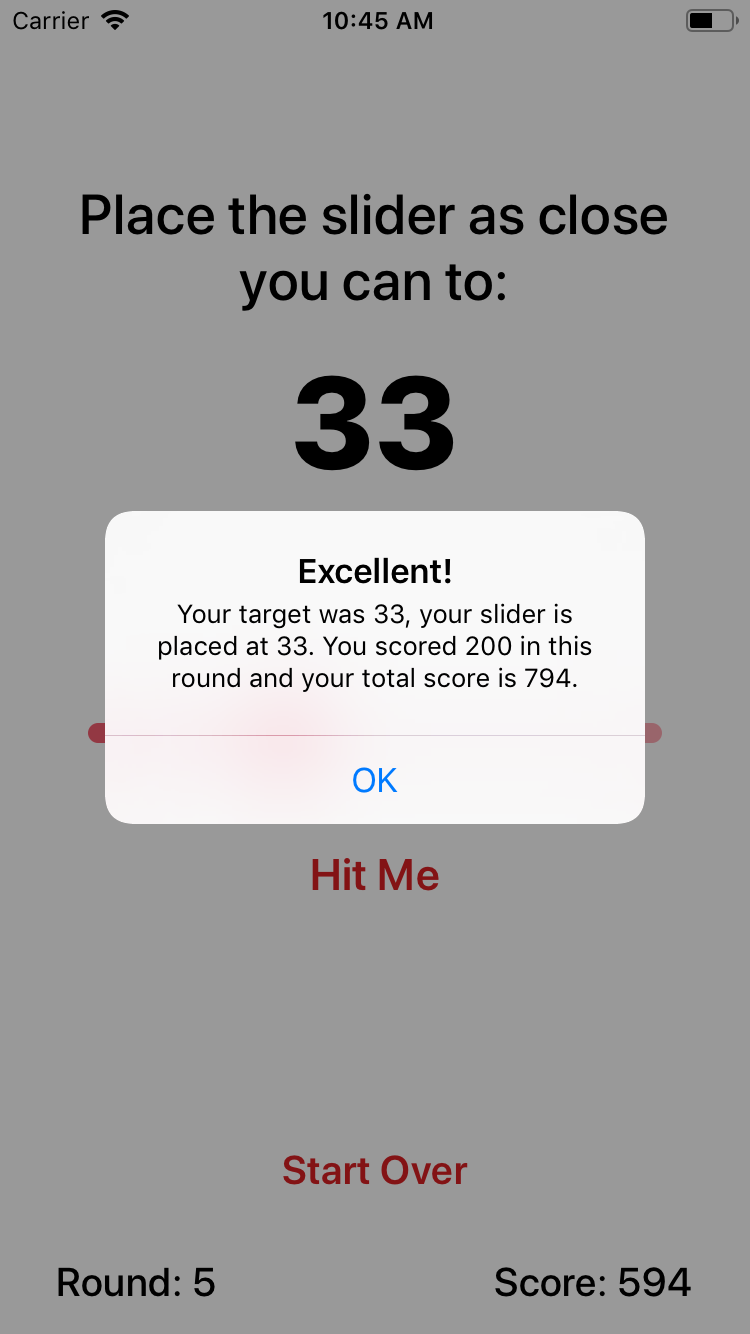 Carrier 10:45 AM
Place the slider as close
you can to:
33
Excellent!
Your target was 33, your slider is
placed at 33. You scored 200 in this
round and your total score is 794.
OK
Hit Me
Start Over
Round: 5 Score: 594